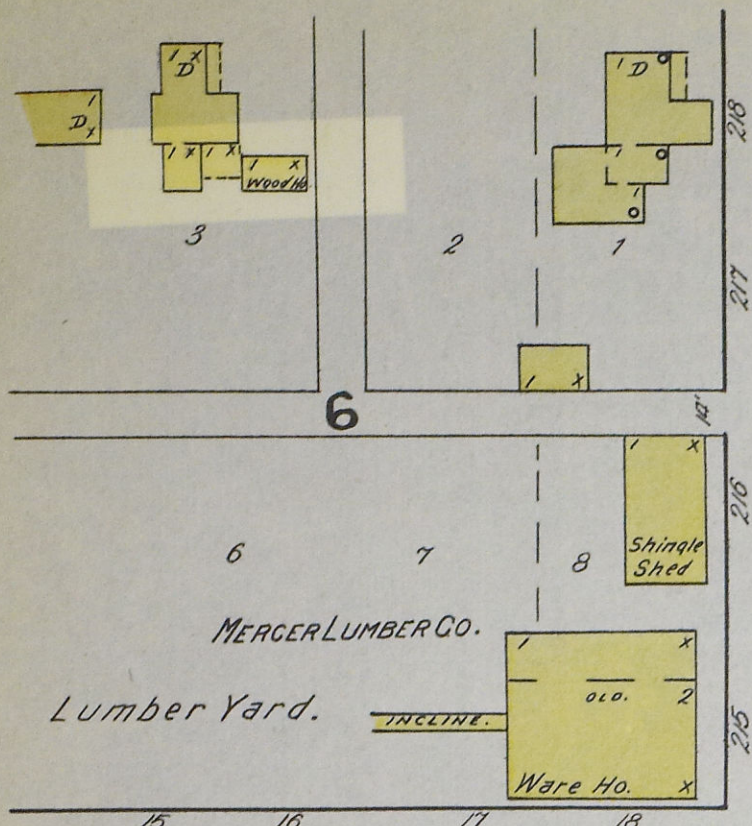 1 x
D
1 D o
218
1
D x
1 x 1 x
1 x
Wood Ho
1 o
1
o
3
2
1
217
1 x
6
14'
1 x
216
6
7
8
Shingle
Shed
MERCER LUMBER CO.
1 x
OLD. 2
Lumber Yard.
INCLINE.
215
Ware Ho. x
15 16 17 18